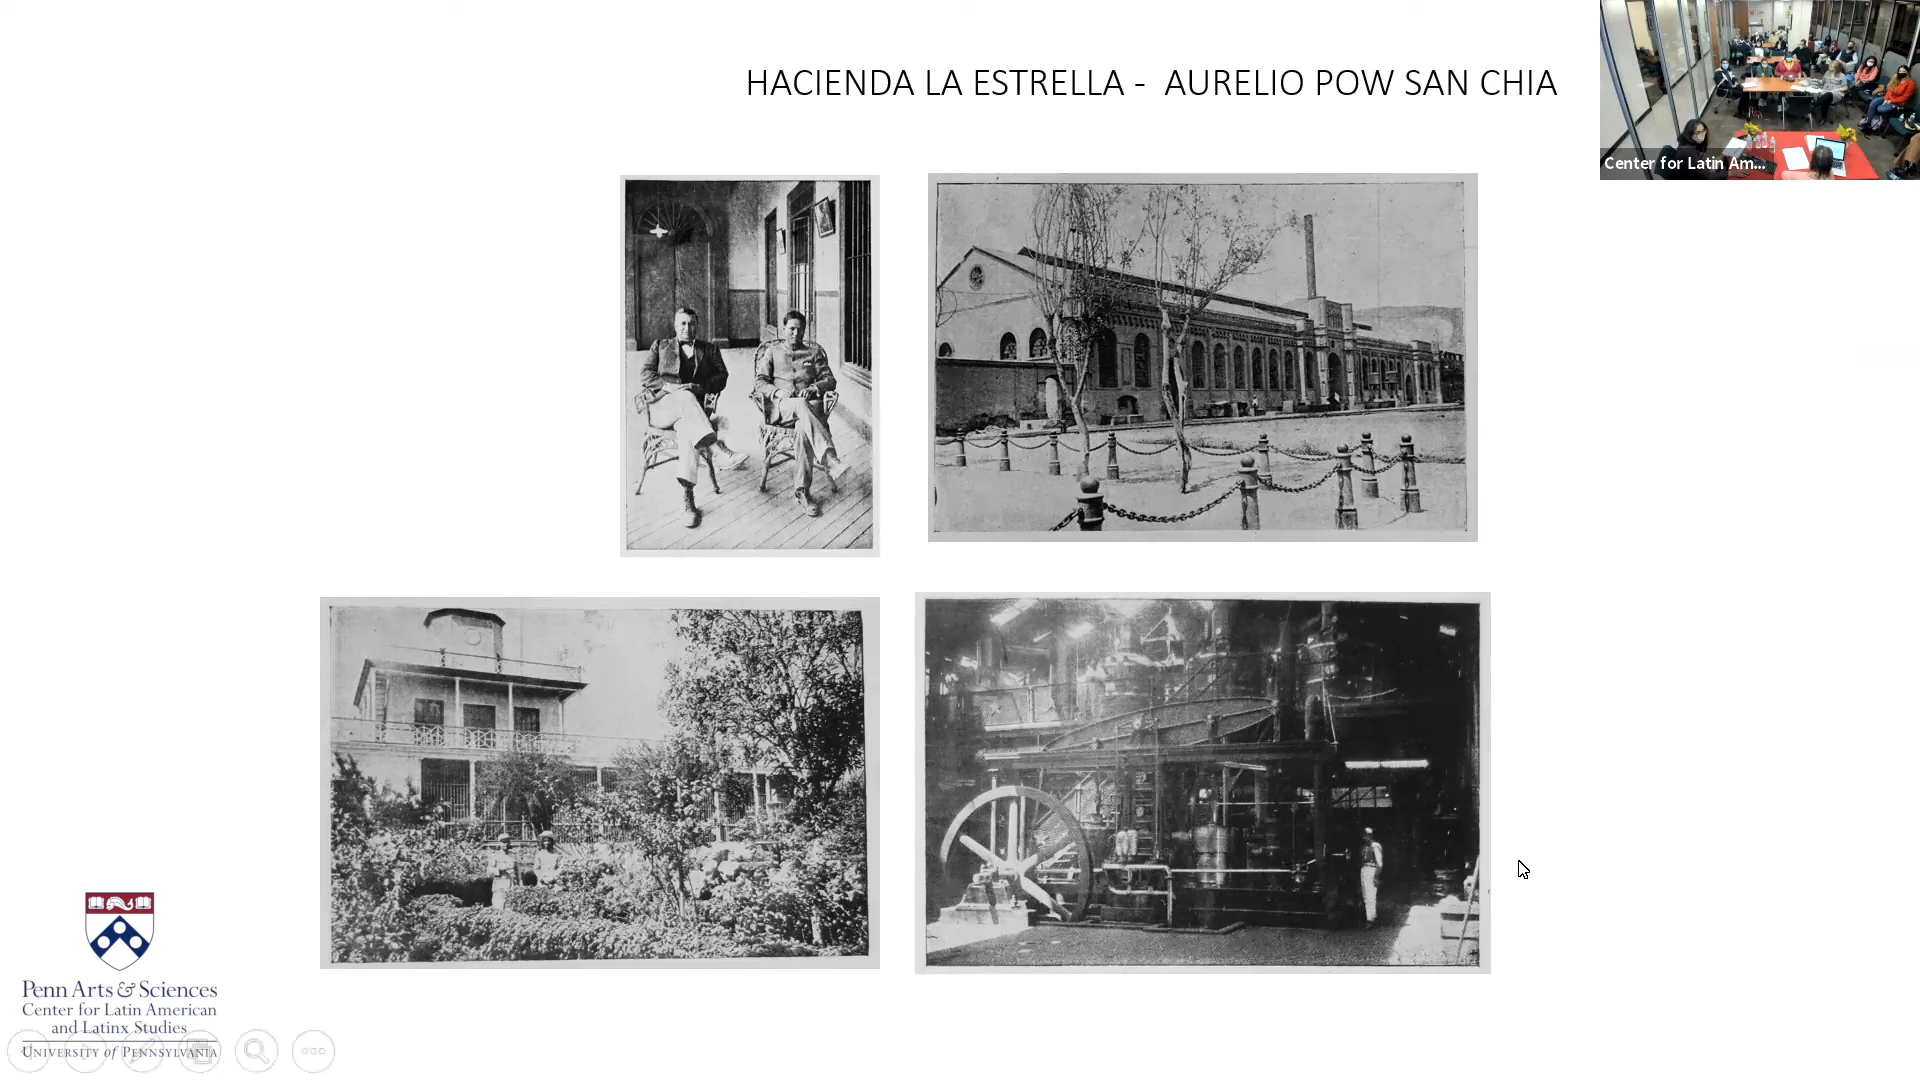 HACIENDA LA ESTRELLA - AURELIO POW SAN CHIA
Center for Latin Am...
Penn Arts & Sciences
Center for Latin American
and Latinx Studies
UNIVERSITY of PENNSYLVANIA